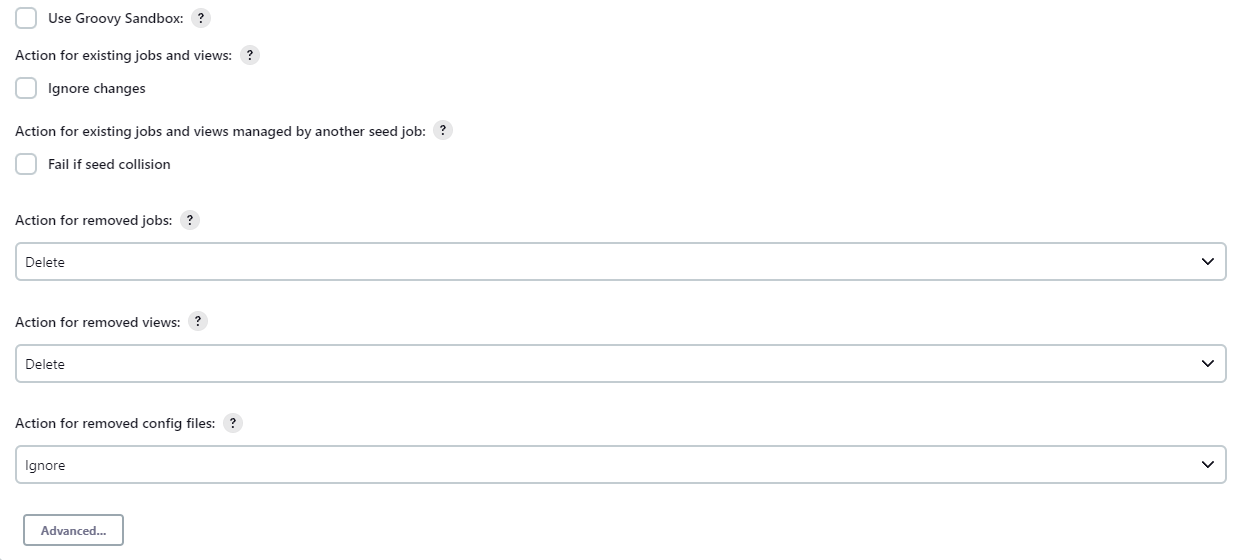 Use Groovy Sandbox: ?
Action for existing jobs and views: ?
Ignore changes
Action for existing jobs and views managed by another seed job: ?
Fail if seed collision
Action for removed jobs: ?
Delete
Action for removed views: ?
Delete
Action for removed config files: ?
Ignore
Advanced...